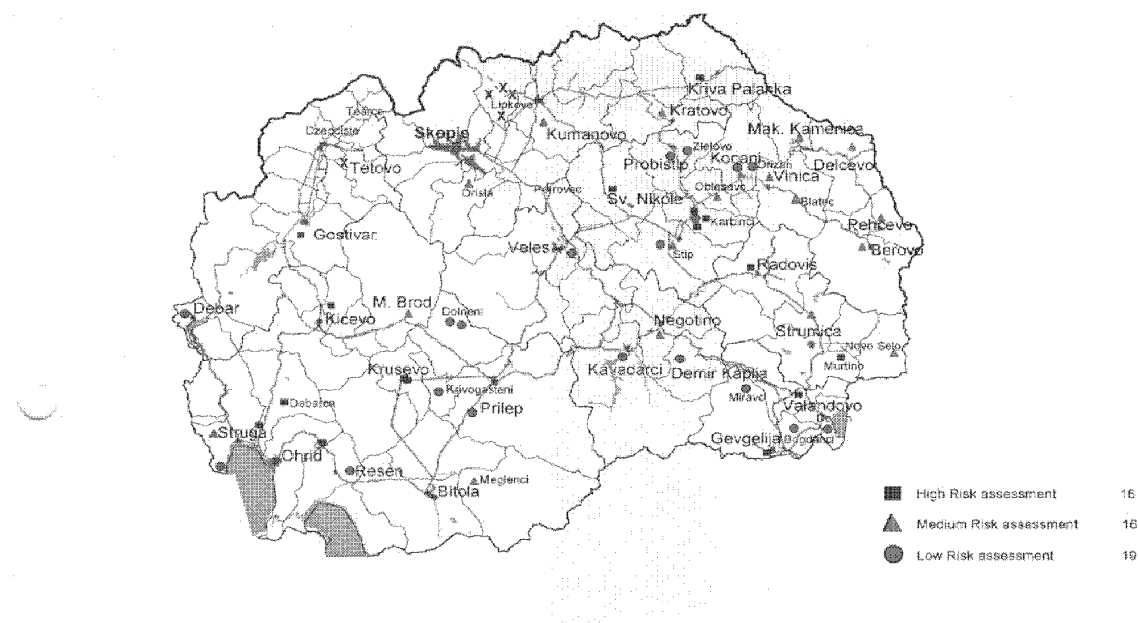 Kriva Palanka
Lipkovo
Tearce
Kratovo
Dzepciste
Skopje
Kumanovo
Mak. Kamenica
Zletovo
Probistip
Kocani
Orizari
Delcevo
Tetovo
Vinica
Orisla
Petrovec
Oblesevo
Sv. Nikole
Blatec
Karbinci
Pehcevo
Gostivar
Veles
Stip
Berovo
Radovis
Debar
M. Brod
Dolneni
Kicevo
Negotino
Strumica
Novo Selo
Krusevo
Kavadarci
Demir Kapija
Murtino
Krivogastani
Miravci
Debarca
Prilep
Valandovo
Struga
Gevgelija
Bogdanci
Ohrid
Resen
Meglenci
Bitola
High Risk assessment 16
Medium Risk assessment 16
Low Risk assessment 19
X
X
X
X
X